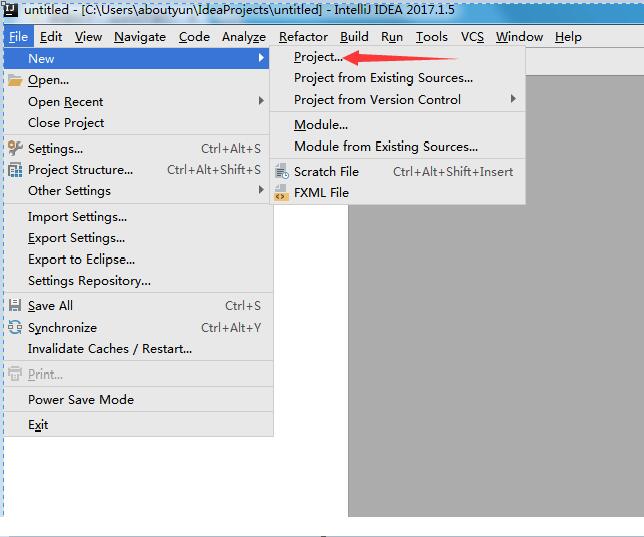 untitled - [C:\Users\aboutyun\IdeaProjects\untitled] - IntelliJ IDEA 2017.1.5
File Edit View Navigate Code Analyze Refactor Build Run Tools VCS Window Help
New
Open...
Open Recent
Close Project
Settings... Ctrl+Alt+S
Project Structure... Ctrl+Alt+Shift+S
Other Settings
Import Settings...
Export Settings...
Export to Eclipse...
Settings Repository...
Save All Ctrl+S
Synchronize Ctrl+Alt+Y
Invalidate Caches / Restart...
Print...
Power Save Mode
Exit
Project...
Project from Existing Sources...
Project from Version Control
Module...
Module from Existing Sources...
Scratch File Ctrl+Alt+Shift+Insert
FXML File